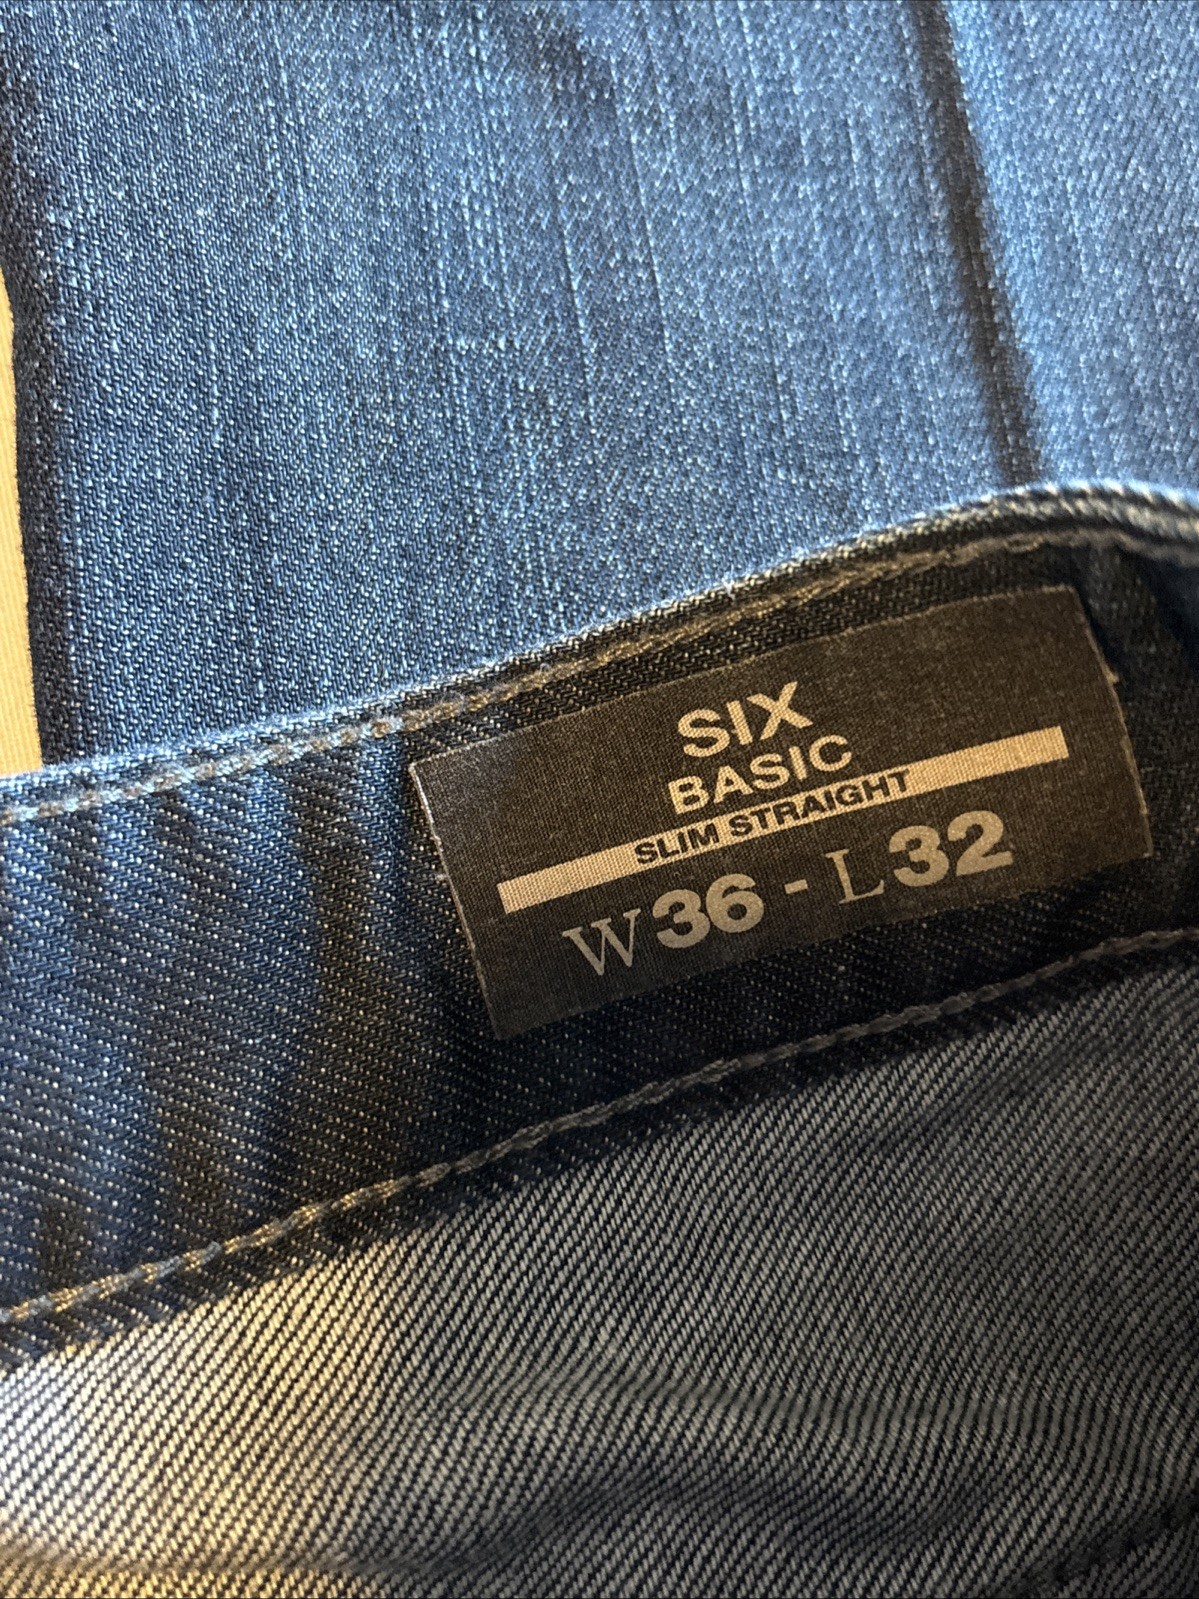 SIX
BASIC
SLIM STRAIGHT
W36 - L32